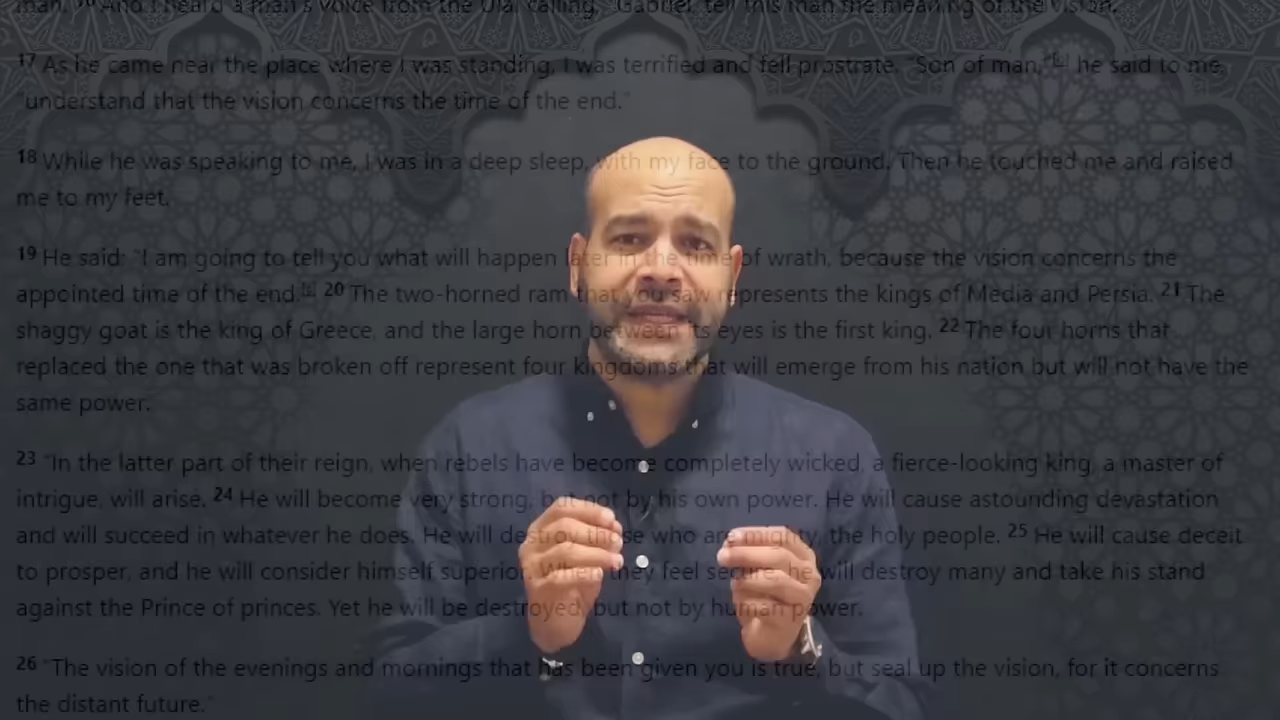 man. 16 And I heard a man's voice from the Ulai calling, "Gabriel, tell this man the meaning of the vision."
17 As he came near the place where I was standing, I was terrified and fell prostrate. "Son of man," he said to me,
"understand that the vision concerns the time of the end."
18 While he was speaking to me, I was in a deep sleep, with my face to the ground. Then he touched me and raised
me to my feet.
19 He said: "I am going to tell you what will happen later in the time of wrath, because the vision concerns the
appointed time of the end. 20 The two-horned ram that you saw represents the kings of Media and Persia. 21 The
shaggy goat is the king of Greece, and the large horn between its eyes is the first king. 22 The four horns that
replaced the one that was broken off represent four kingdoms that will emerge from his nation but will not have the
same power.
23 "In the latter part of their reign, when rebels have become completely wicked, a fierce-looking king, a master of
intrigue, will arise. 24 He will become very strong, but not by his own power. He will cause astounding devastation
and will succeed in whatever he does. He will destroy those who are mighty, the holy people. 25 He will cause deceit
to prosper, and he will consider himself superior. When they feel secure, he will destroy many and take his stand
against the Prince of princes. Yet he will be destroyed, but not by human power.
26 "The vision of the evenings and mornings that has been given you is true, but seal up the vision, for it concerns
the distant future."